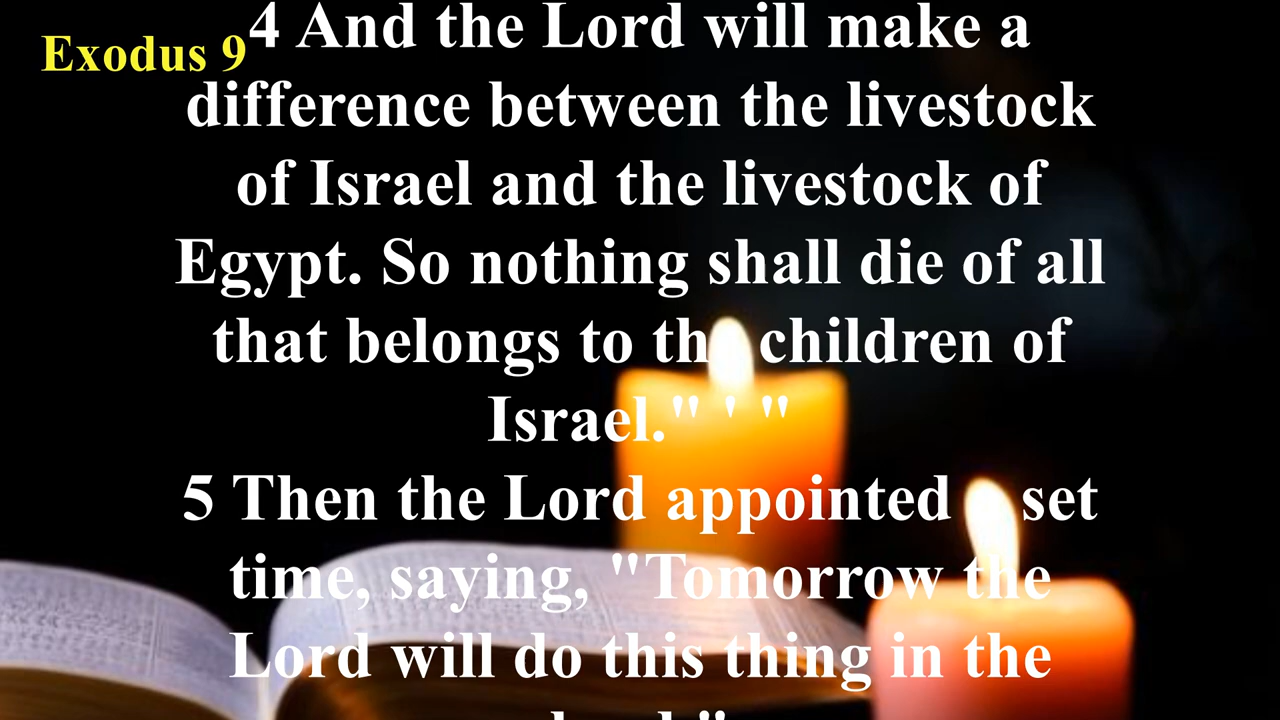 Exodus 9
4 And the Lord will make a
difference between the livestock
of Israel and the livestock of
Egypt. So nothing shall die of all
that belongs to the children of
Israel." ' "
5 Then the Lord appointed a set
time, saying, "Tomorrow the
Lord will do this thing in the